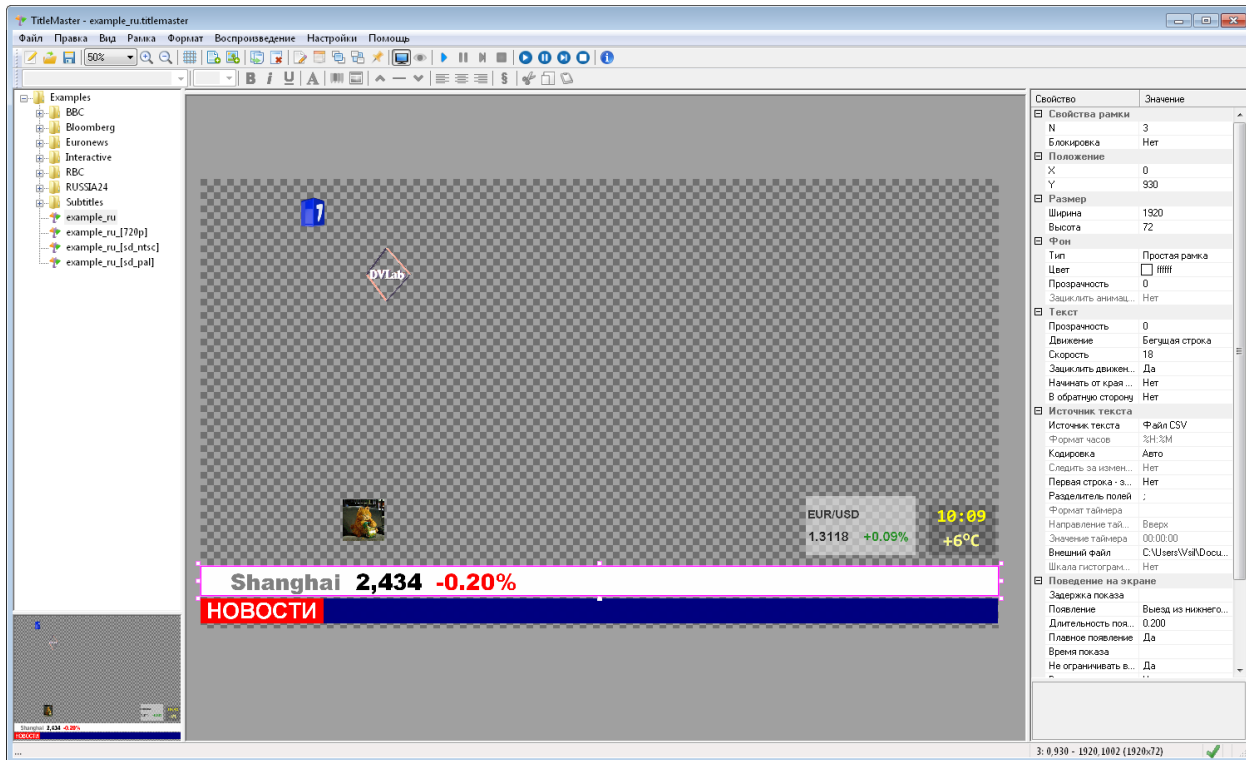 TitleMaster - example_ru.titlemaster
Файл Правка Вид Рамка Формат Воспроизведение Настройки Помощь
50%
B i U A §
Examples
BBC
Bloomberg
Euronews
Interactive
RBC
RUSSIA24
Subtitles
example_ru
example_ru_[720p]
example_ru_[sd_ntsc]
example_ru_[sd_pal]
7
DVLab
EUR/USD
1.3118 +0.09%
10:09
+6°C
Shanghai 2,434 -0.20%
НОВОСТИ
Shanghai 2,434 -0.20%
НОВОСТИ
Свойство Значение
Свойства рамки
N 3
Блокировка Нет
Положение
X 0
Y 930
Размер
Ширина 1920
Высота 72
Фон
Тип Простая рамка
Цвет ffffff
Прозрачность 0
Зациклить анимац... Нет
Текст
Прозрачность 0
Движение Бегущая строка
Скорость 18
Зациклить движен... Да
Начинать от края ... Нет
В обратную сторону Нет
Источник текста
Источник текста Файл CSV
Формат часов %H:%M
Кодировка Авто
Следить за измен... Нет
Первая строка - з... Нет
Разделитель полей ;
Формат таймера
Направление тай... Вверх
Значение таймера 00:00:00
Внешний файл C:\Users\Vsil\Docu...
Шкала гистограм... Нет
Поведение на экране
Задержка показа
Появление Выезд из нижнего...
Длительность поя... 0.200
Плавное появление Да
Время показа
Не ограничивать в... Да
...
3: 0,930 - 1920,1002 (1920x72)